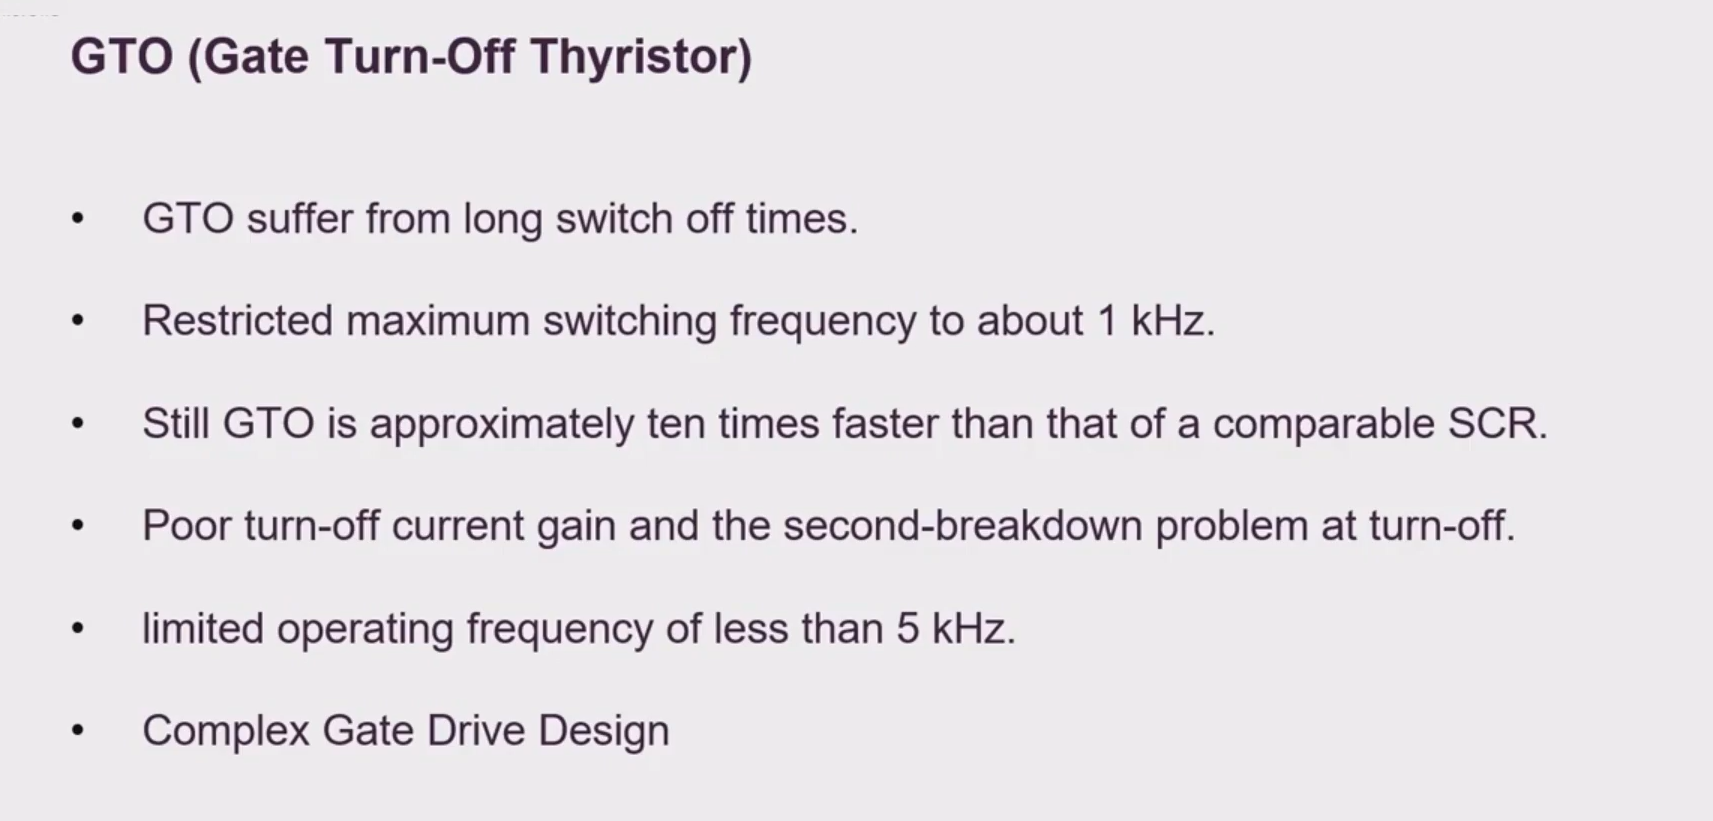 GTO (Gate Turn-Off Thyristor)
• GTO suffer from long switch off times.
• Restricted maximum switching frequency to about 1 kHz.
• Still GTO is approximately ten times faster than that of a comparable SCR.
• Poor turn-off current gain and the second-breakdown problem at turn-off.
• limited operating frequency of less than 5 kHz.
• Complex Gate Drive Design